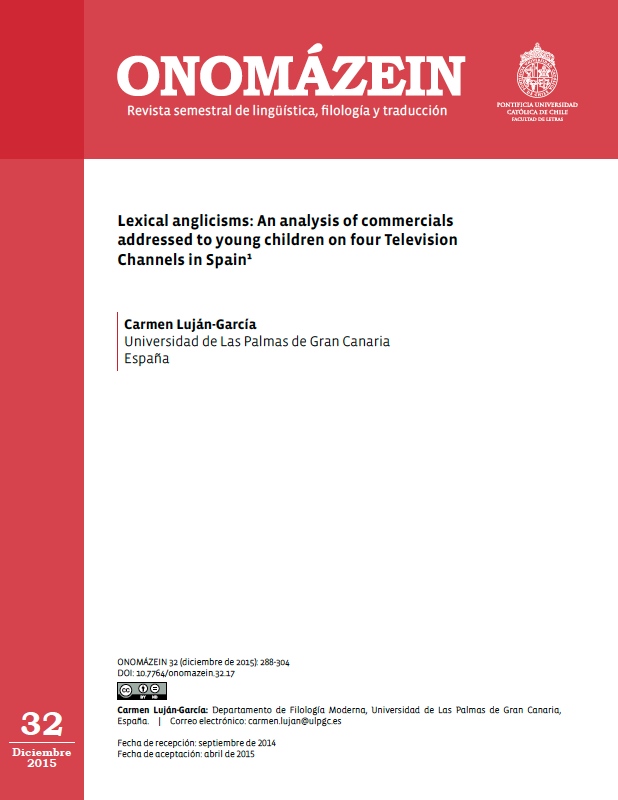 ONOMÁZEIN
Revista semestral de lingüística, filología y traducción
PONTIFICIA UNIVERSIDAD
CATÓLICA DE CHILE
FACULTAD DE LETRAS
Lexical anglicisms: An analysis of commercials
addressed to young children on four Television
Channels in Spain¹
Carmen Luján-García
Universidad de Las Palmas de Gran Canaria
España
ONOMÁZEIN 32 (diciembre de 2015): 288-304
DOI: 10.7764/onomazein.32.17
cc BY ND
Carmen Luján-García: Departamento de Filología Moderna, Universidad de Las Palmas de Gran Canaria,
España. | Correo electrónico: carmen.lujan@ulpgc.es
Fecha de recepción: septiembre de 2014
Fecha de aceptación: abril de 2015
32
Diciembre
2015